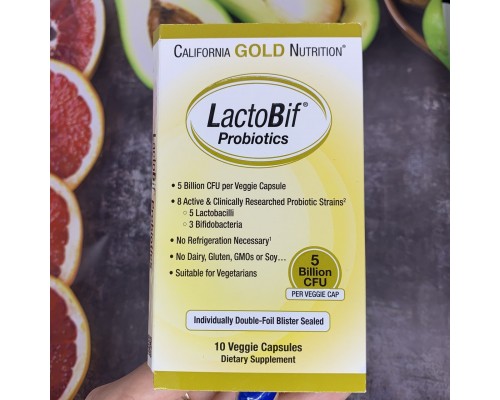 CALIFORNIA GOLD NUTRITION®
LactoBif®
Probiotics
• 5 Billion CFU per Veggie Capsule
• 8 Active & Clinically Researched Probiotic Strains²
○ 5 Lactobacilli
○ 3 Bifidobacteria
• No Refrigeration Necessary¹
• No Dairy, Gluten, GMOs or Soy…
• Suitable for Vegetarians
5
Billion
CFU
PER VEGGIE CAP
Individually Double-Foil Blister Sealed
10 Veggie Capsules
Dietary Supplement